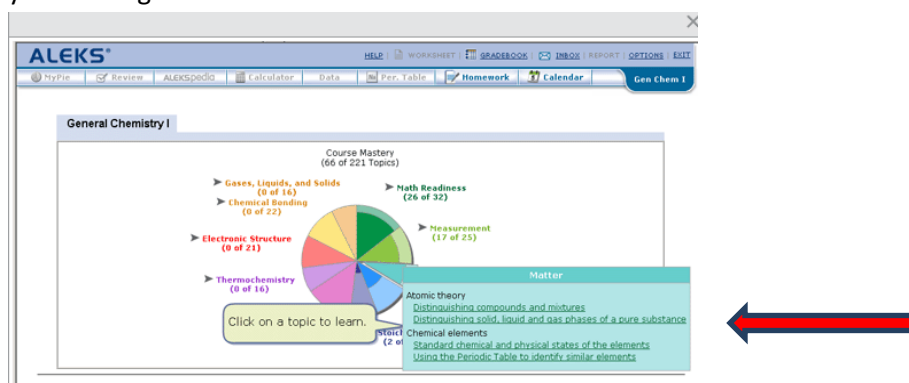 ALEKS®
HELP | WORKSHEET | GRADEBOOK | INBOX | REPORT | OPTIONS | EXIT
MyPie Review ALEKSpedia Calculator Data Per. Table Homework Calendar Gen Chem I
General Chemistry I
Course Mastery
(66 of 221 Topics)
Gases, Liquids, and Solids
(0 of 16)
Chemical Bonding
(0 of 22)
Electronic Structure
(0 of 21)
Thermochemistry
(0 of 16)
Math Readiness
(26 of 32)
Measurement
(17 of 25)
Matter
Atomic theory
Distinguishing compounds and mixtures
Distinguishing solid, liquid and gas phases of a pure substance
Chemical elements
Standard chemical and physical states of the elements
Using the Periodic Table to identify similar elements
Click on a topic to learn.
Stoich
(2 of